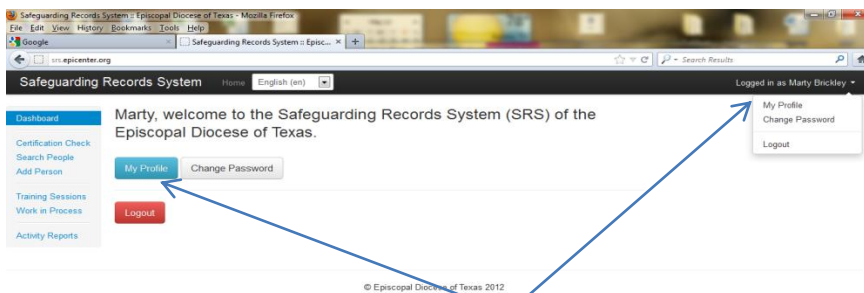 Safeguarding Records System :: Episcopal Diocese of Texas - Mozilla Firefox
File Edit View History Bookmarks Tools Help
Google Safeguarding Records System :: Episc... × +
srs.epicenter.org Search Results
Safeguarding Records System Home English (en) Logged in as Marty Brickley
My Profile
Change Password
Logout
Dashboard
Certification Check
Search People
Add Person
Training Sessions
Work in Process
Activity Reports
Marty, welcome to the Safeguarding Records System (SRS) of the
Episcopal Diocese of Texas.
My Profile Change Password
Logout
© Episcopal Diocese of Texas 2012